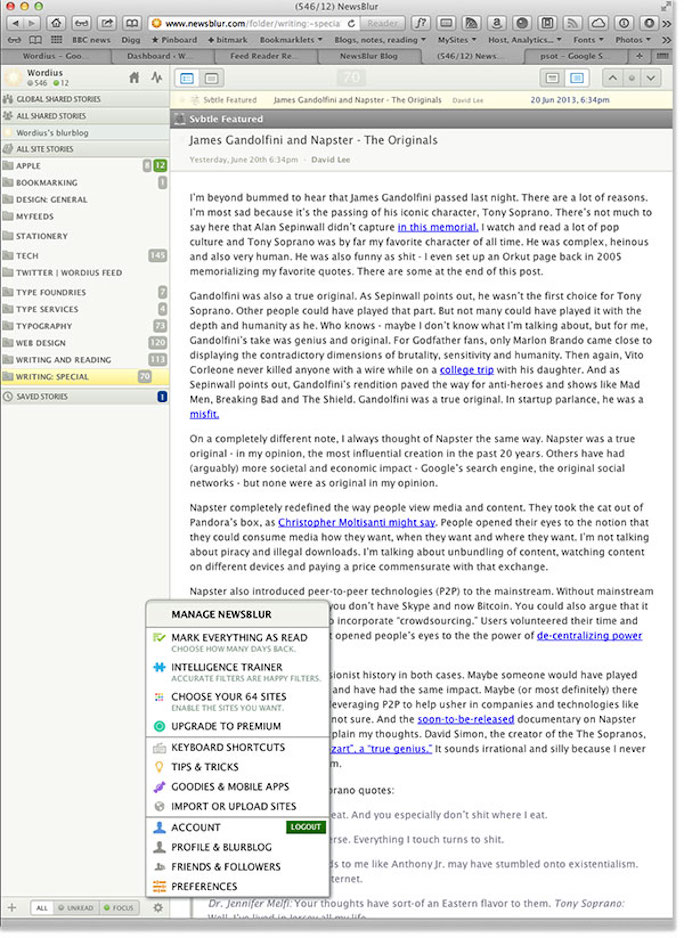 (546/12) NewsBlur
www.newsblur.com/folder/writing:-special
Reader
BBC news Digg ★ Pinboard + bitmark Bookmarklets Blogs, notes, reading MySites Host, Analytics... Fonts Photos
Wordius - Goo... Dashboard - W... Feed Reader Re... NewsBlur Blog (546/12) News... psot - Google S...
Wordius
546 12
GLOBAL SHARED STORIES
ALL SHARED STORIES
Wordius's blurblog
ALL SITE STORIES
APPLE 8 12
BOOKMARKING 1
DESIGN: GENERAL
MYFEEDS
STATIONERY
TECH 145
TWITTER | WORDIUS FEED
TYPE FOUNDRIES 7
TYPE SERVICES 4
TYPOGRAPHY 73
WEB DESIGN 120
WRITING AND READING 113
WRITING: SPECIAL 70
SAVED STORIES 1
70
Svbtle Featured James Gandolfini and Napster - The Originals David Lee 20 Jun 2013, 6:34pm
Svbtle Featured
James Gandolfini and Napster - The Originals
Yesterday, June 20th 6:34pm - David Lee
I'm beyond bummed to hear that James Gandolfini passed last night. There are a lot of reasons.
I'm most sad because it's the passing of his iconic character, Tony Soprano. There's not much to
say here that Alan Sepinwall didn't capture in this memorial. I watch and read a lot of pop
culture and Tony Soprano was by far my favorite character of all time. He was complex, heinous
and also very human. He was also funny as shit - I even set up an Orkut page back in 2005
memorializing my favorite quotes. There are some at the end of this post.
Gandolfini was also a true original. As Sepinwall points out, he wasn't the first choice for Tony
Soprano. Other people could have played that part. But not many could have played it with the
depth and humanity as he. Who knows - maybe I don't know what I'm talking about, but for me,
Gandolfini's take was genius and original. For Godfather fans, only Marlon Brando came close to
displaying the contradictory dimensions of brutality, sensitivity and humanity. Then again, Vito
Corleone never killed anyone with a wire while on a college trip with his daughter. And as
Sepinwall points out, Gandolfini's rendition paved the way for anti-heroes and shows like Mad
Men, Breaking Bad and The Shield. Gandolfini was a true original. In startup parlance, he was a
misfit.
On a completely different note, I always thought of Napster the same way. Napster was a true
original - in my opinion, the most influential creation in the past 20 years. Others have had
(arguably) more societal and economic impact - Google's search engine, the original social
networks - but none were as original in my opinion.
Napster completely redefined the way people view media and content. They took the cat out of
Pandora's box, as Christopher Moltisanti might say. People opened their eyes to the notion that
they could consume media how they want, when they want and where they want. I'm not talking
about piracy and illegal downloads. I'm talking about unbundling of content, watching content
on different devices and paying a price commensurate with that exchange.
Napster also introduced peer-to-peer technologies (P2P) to the mainstream. Without mainstream
you don't have Skype and now Bitcoin. You could also argue that it
o incorporate "crowdsourcing." Users volunteered their time and
t opened people's eyes to the the power of de-centralizing power
sionist history in both cases. Maybe someone would have played
and have had the same impact. Maybe (or most definitely) there
leveraging P2P to help usher in companies and technologies like
not sure. And the soon-to-be-released documentary on Napster
plain my thoughts. David Simon, the creator of the The Sopranos,
zart", a "true genius." It sounds irrational and silly because I never
m.
oprano quotes:
eat. And you especially don't shit where I eat.
erse. Everything I touch turns to shit.
ds to me like Anthony Jr. may have stumbled onto existentialism.
ternet.
Dr. Jennifer Melfi: Your thoughts have sort-of an Eastern flavor to them. Tony Soprano:
Well, I've lived in Jersey all my life.
MANAGE NEWSBLUR
MARK EVERYTHING AS READ
CHOOSE HOW MANY DAYS BACK.
INTELLIGENCE TRAINER
ACCURATE FILTERS ARE HAPPY FILTERS.
CHOOSE YOUR 64 SITES
ENABLE THE SITES YOU WANT.
UPGRADE TO PREMIUM
KEYBOARD SHORTCUTS
TIPS & TRICKS
GOODIES & MOBILE APPS
IMPORT OR UPLOAD SITES
ACCOUNT LOGOUT
PROFILE & BLURBLOG
FRIENDS & FOLLOWERS
PREFERENCES
ALL UNREAD FOCUS